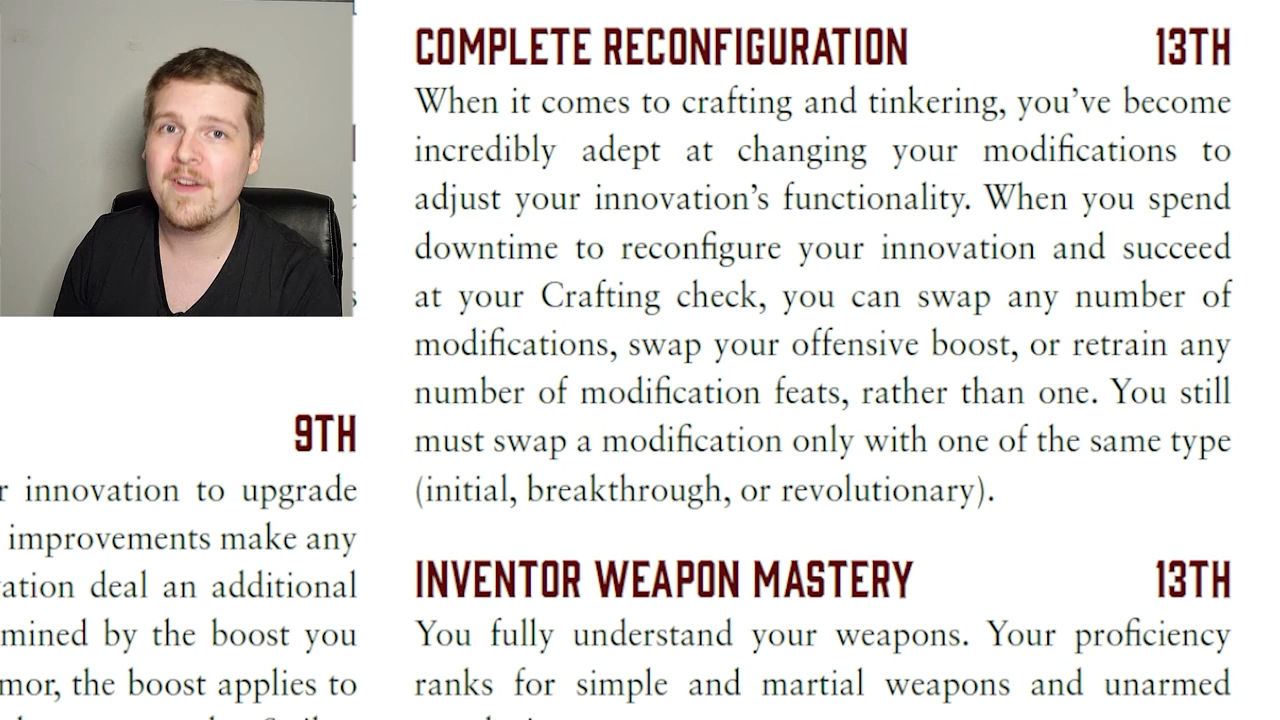 COMPLETE RECONFIGURATION 13TH
When it comes to crafting and tinkering, you’ve become
incredibly adept at changing your modifications to
adjust your innovation’s functionality. When you spend
downtime to reconfigure your innovation and succeed
at your Crafting check, you can swap any number of
modifications, swap your offensive boost, or retrain any
number of modification feats, rather than one. You still
must swap a modification only with one of the same type
(initial, breakthrough, or revolutionary).
INVENTOR WEAPON MASTERY 13TH
You fully understand your weapons. Your proficiency
ranks for simple and martial weapons and unarmed
9TH
innovation to upgrade
improvements make any
deal an additional
by the boost you
the boost applies to